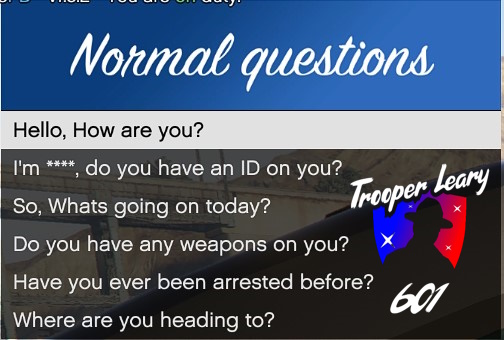 You are on duty.
Normal questions
Hello, How are you?
I'm ****, do you have an ID on you?
So, Whats going on today?
Do you have any weapons on you?
Have you ever been arrested before?
Where are you heading to?
Trooper Leary
601